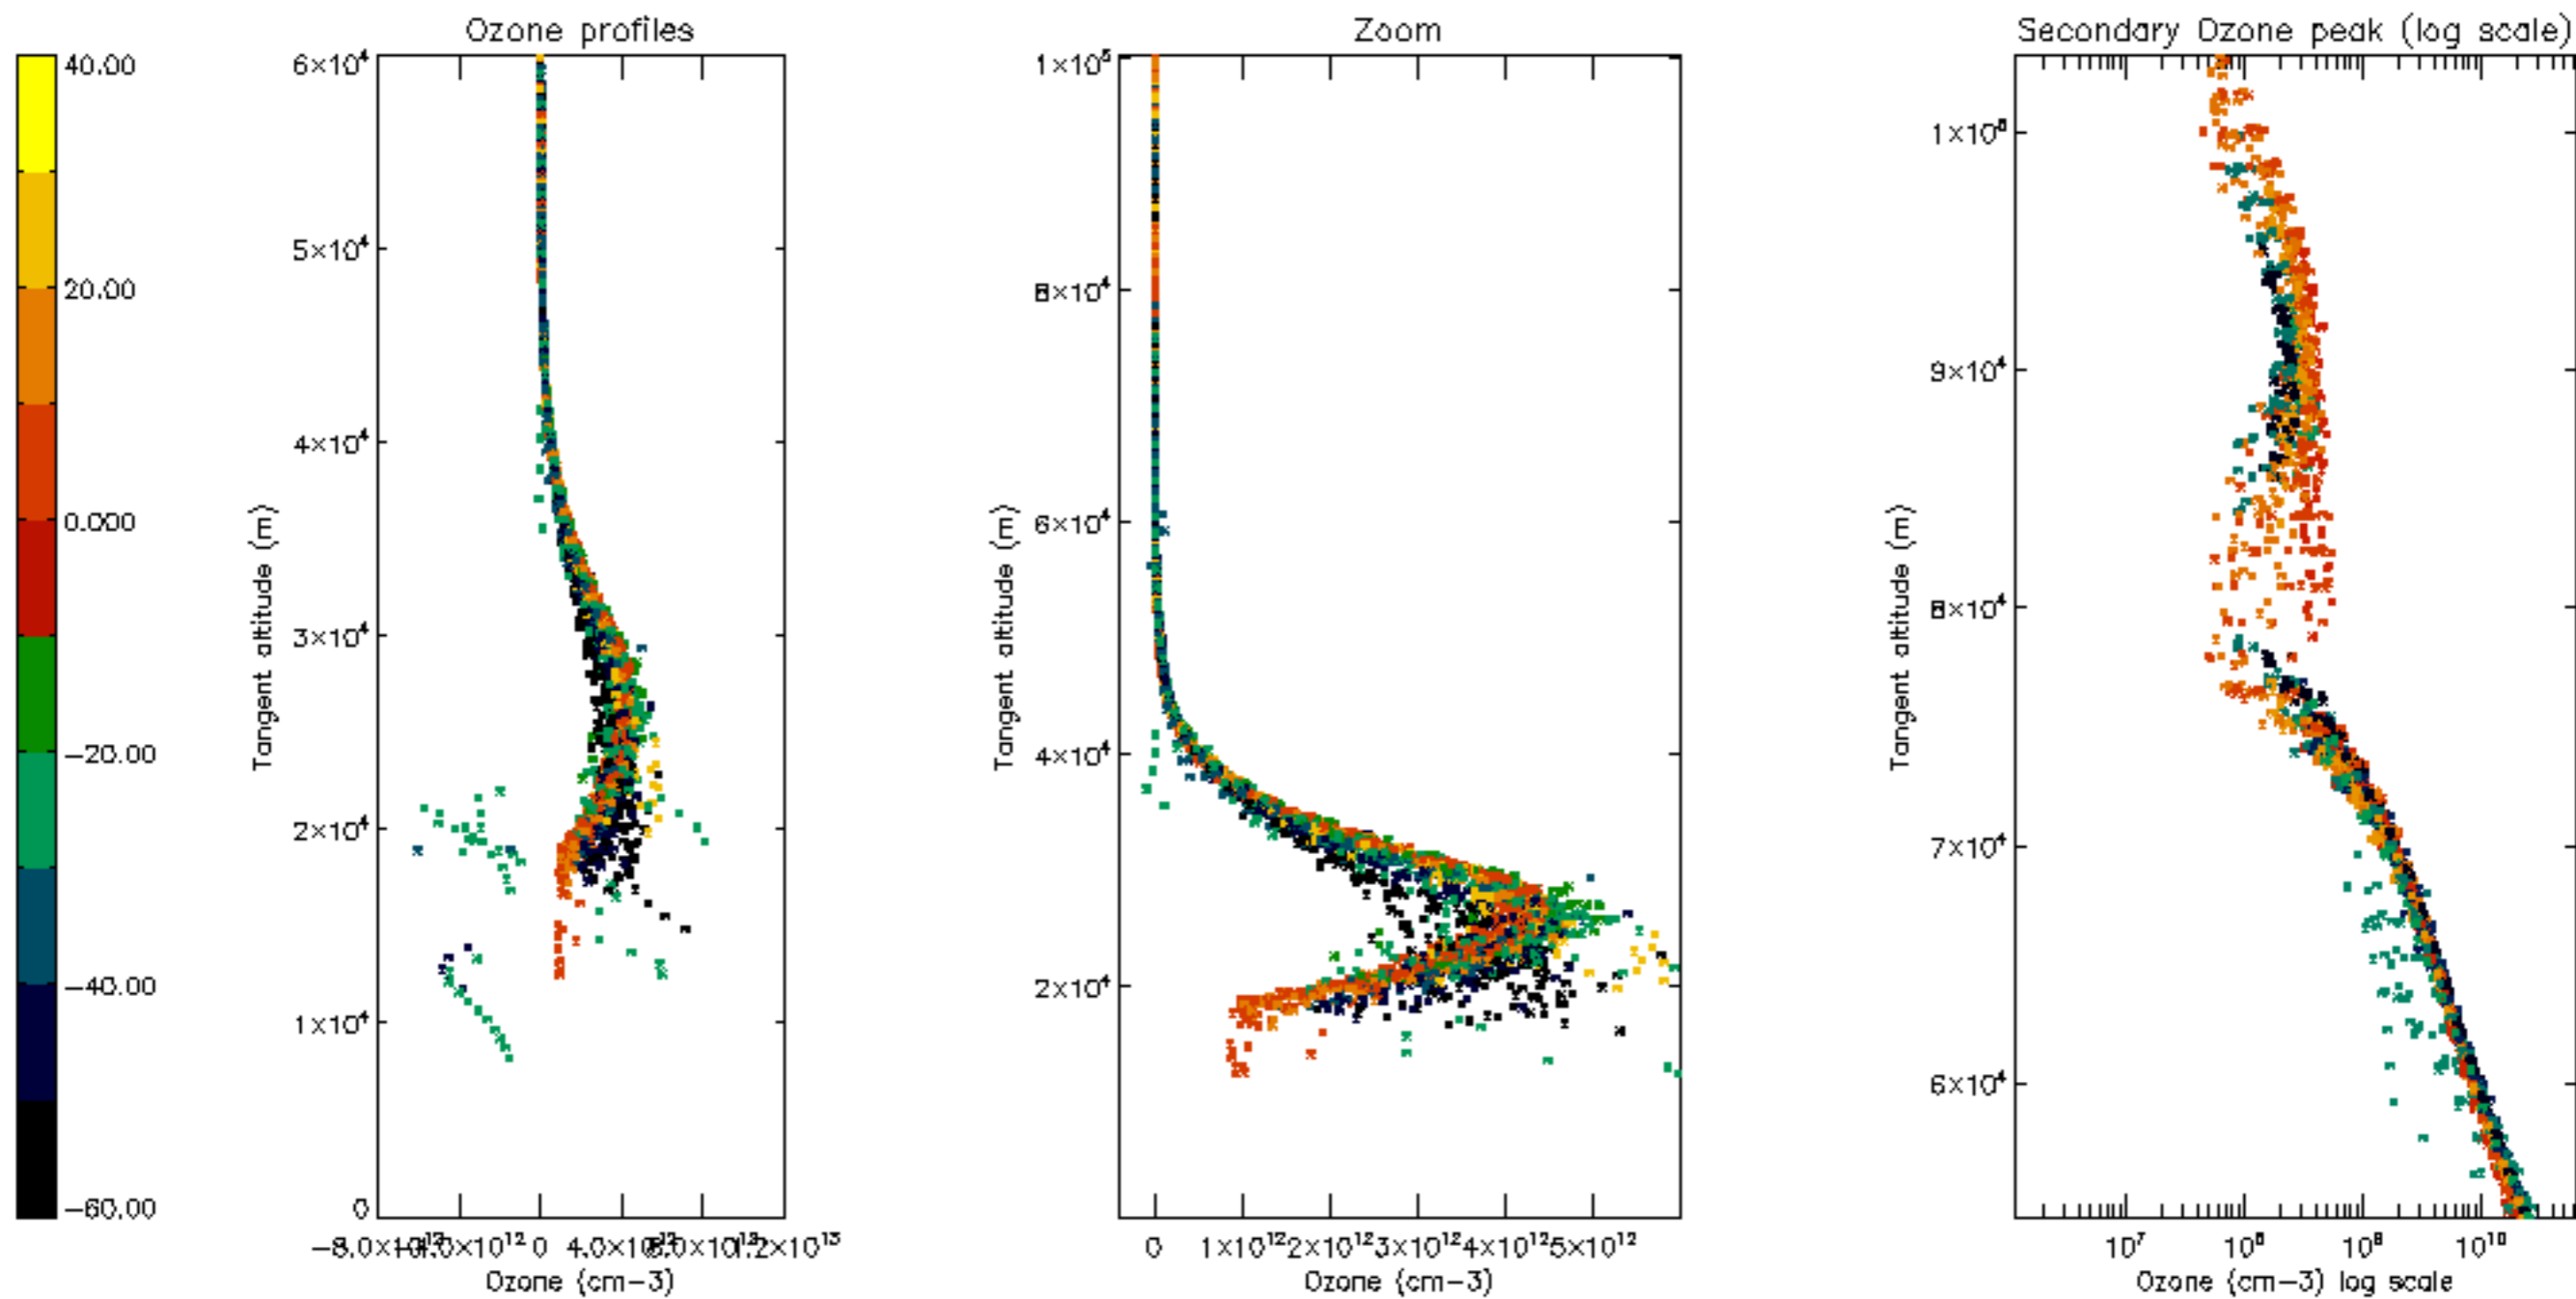 Ozone profiles
Zoom
Secondary Ozone peak (log scale)
40.00
20.00
0.000
−20.00
−40.00
−60.00
6×10⁴
5×10⁴
4×10⁴
3×10⁴
2×10⁴
1×10⁴
0
Tangent altitude (m)
0
Ozone (cm−3)
1×10⁵
8×10⁴
6×10⁴
4×10⁴
2×10⁴
Tangent altitude (m)
0 1×10¹² 2×10¹² 3×10¹² 4×10¹² 5×10¹²
Ozone (cm−3)
9×10⁴
8×10⁴
7×10⁴
6×10⁴
Tangent altitude (m)
10⁷ 10⁸ 10⁹ 10¹⁰
Ozone (cm−3) log scale